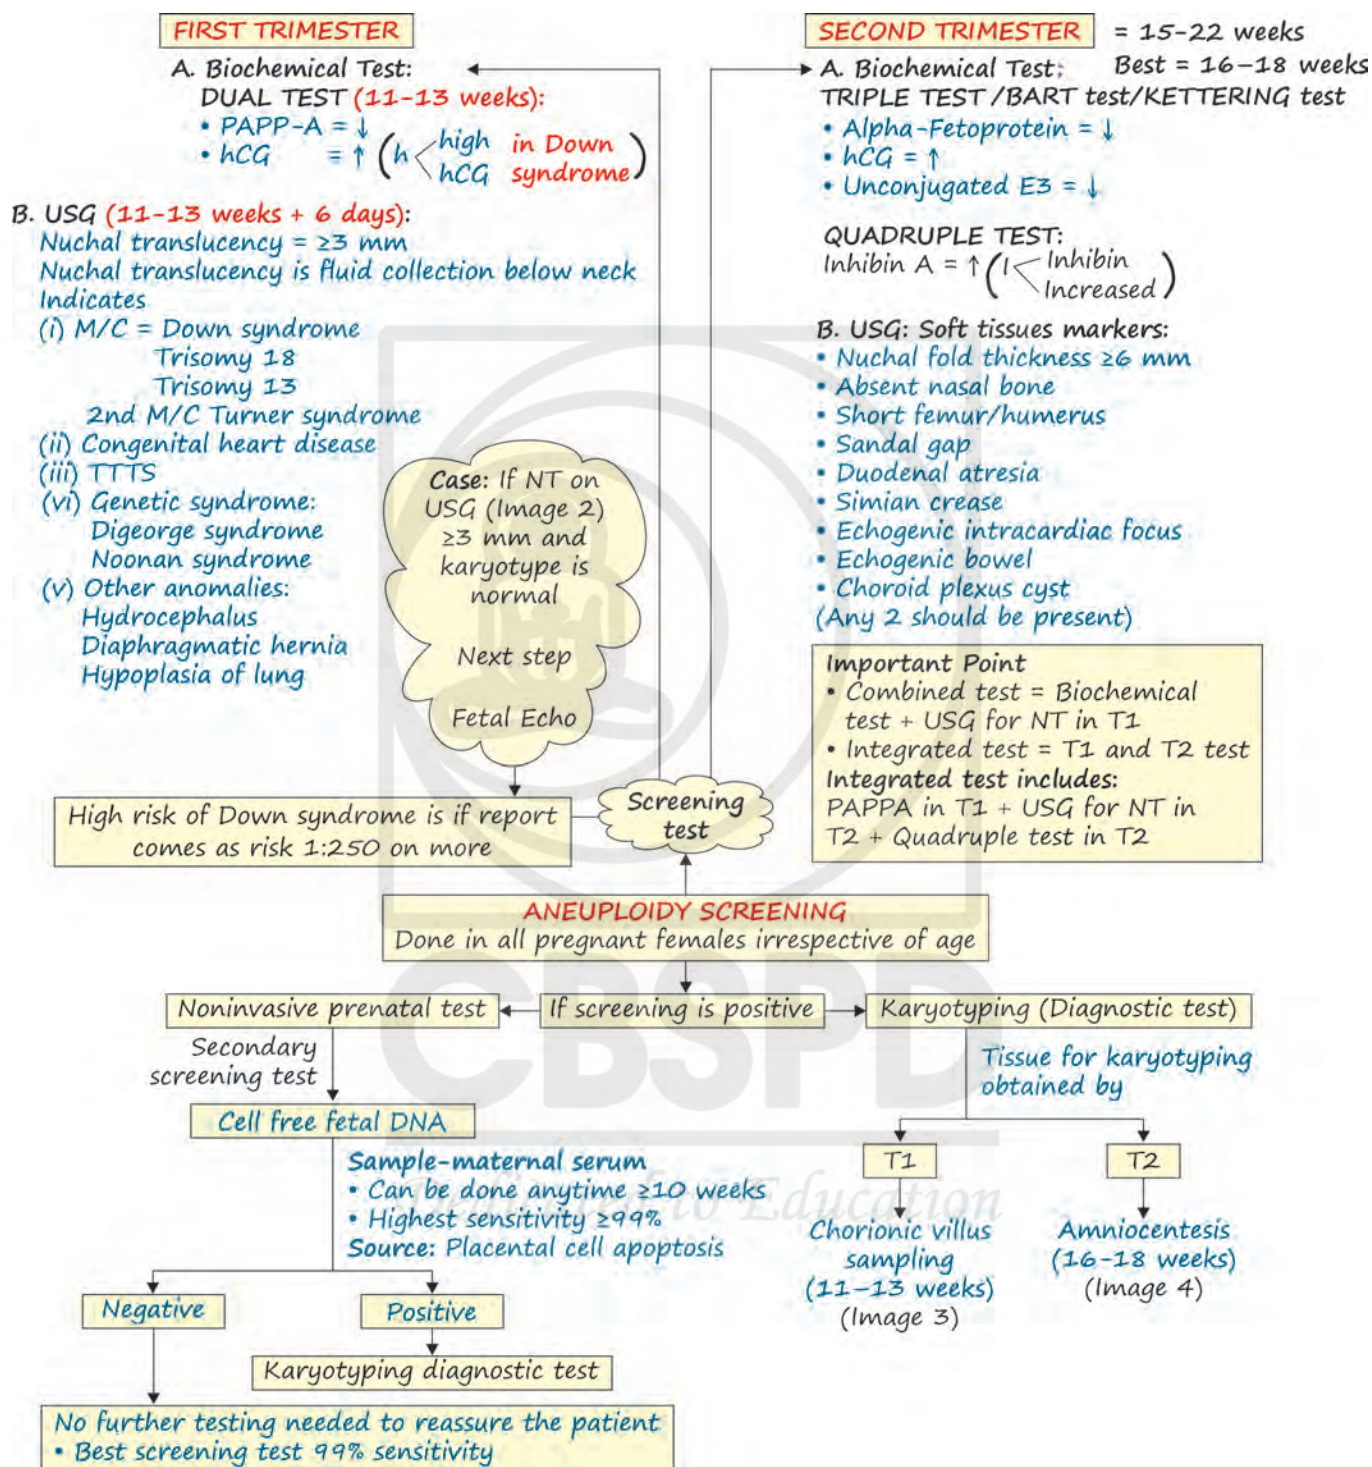 FIRST TRIMESTER
A. Biochemical Test:
DUAL TEST (11-13 weeks):
• PAPP-A = ↓
• hCG = ↑ (h < high hCG in Down syndrome)
B. USG (11-13 weeks + 6 days):
Nuchal translucency = ≥3 mm
Nuchal translucency is fluid collection below neck
Indicates
(i) M/C = Down syndrome
Trisomy 18
Trisomy 13
2nd M/C Turner syndrome
(ii) Congenital heart disease
(iii) TTTS
(vi) Genetic syndrome:
Digeorge syndrome
Noonan syndrome
(v) Other anomalies:
Hydrocephalus
Diaphragmatic hernia
Hypoplasia of lung
Case: If NT on
USG (Image 2)
≥3 mm and
karyotype is
normal
Next step
Fetal Echo
High risk of Down syndrome is if report
comes as risk 1:250 on more
Screening
test
SECOND TRIMESTER = 15-22 weeks
Best = 16–18 weeks
A. Biochemical Test:
TRIPLE TEST /BART test/KETTERING test
• Alpha-Fetoprotein = ↓
• hCG = ↑
• Unconjugated E3 = ↓
QUADRUPLE TEST:
Inhibin A = ↑ (I < Inhibin Increased)
B. USG: Soft tissues markers:
• Nuchal fold thickness ≥6 mm
• Absent nasal bone
• Short femur/humerus
• Sandal gap
• Duodenal atresia
• Simian crease
• Echogenic intracardiac focus
• Echogenic bowel
• Choroid plexus cyst
(Any 2 should be present)
Important Point
• Combined test = Biochemical
test + USG for NT in T1
• Integrated test = T1 and T2 test
Integrated test includes:
PAPPA in T1 + USG for NT in
T2 + Quadruple test in T2
ANEUPLOIDY SCREENING
Done in all pregnant females irrespective of age
Noninvasive prenatal test
If screening is positive
Karyotyping (Diagnostic test)
Secondary
screening test
Cell free fetal DNA
Sample-maternal serum
• Can be done anytime ≥10 weeks
• Highest sensitivity ≥99%
Source: Placental cell apoptosis
Negative
Positive
Karyotyping diagnostic test
No further testing needed to reassure the patient
• Best screening test 99% sensitivity
Tissue for karyotyping
obtained by
T1
T2
Chorionic villus
sampling
(11–13 weeks)
(Image 3)
Amniocentesis
(16-18 weeks)
(Image 4)
CBSPD
Dedicated to Education